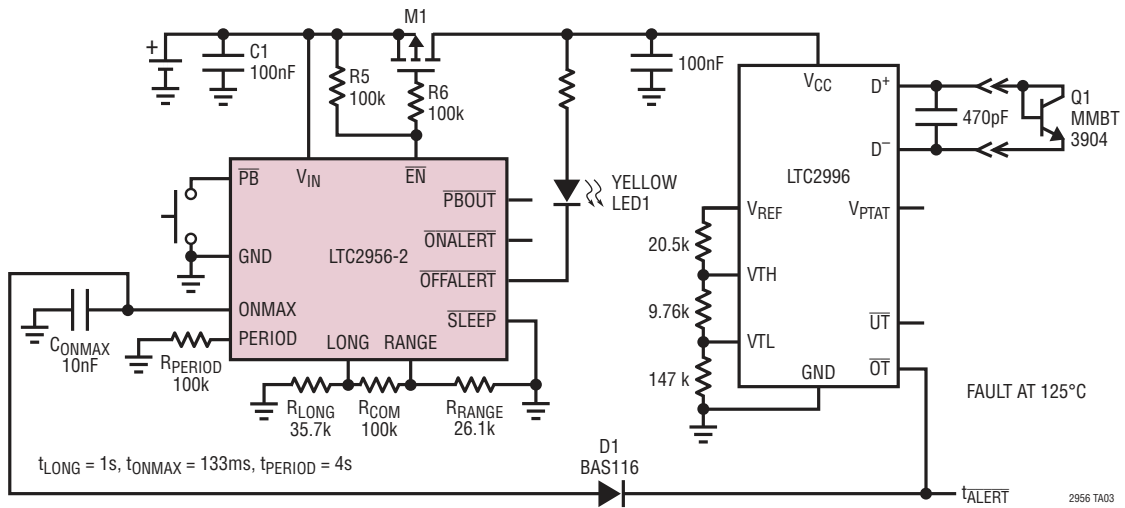 M1
+
C1
100nF
R5
100k
R6
100k
100nF
VCC
D+
D–
470pF
Q1
MMBT
3904
PB
VIN
EN
PBOUT
ONALERT
OFFALERT
SLEEP
LTC2956-2
GND
ONMAX
PERIOD
LONG
RANGE
YELLOW
LED1
LTC2996
VREF
VPTAT
20.5k
VTH
9.76k
VTL
UT
147 k
GND
OT
FAULT AT 125°C
CONMAX
10nF
RPERIOD
100k
RLONG
35.7k
RCOM
100k
RRANGE
26.1k
tLONG = 1s, tONMAX = 133ms, tPERIOD = 4s
D1
BAS116
tALERT
2956 TA03